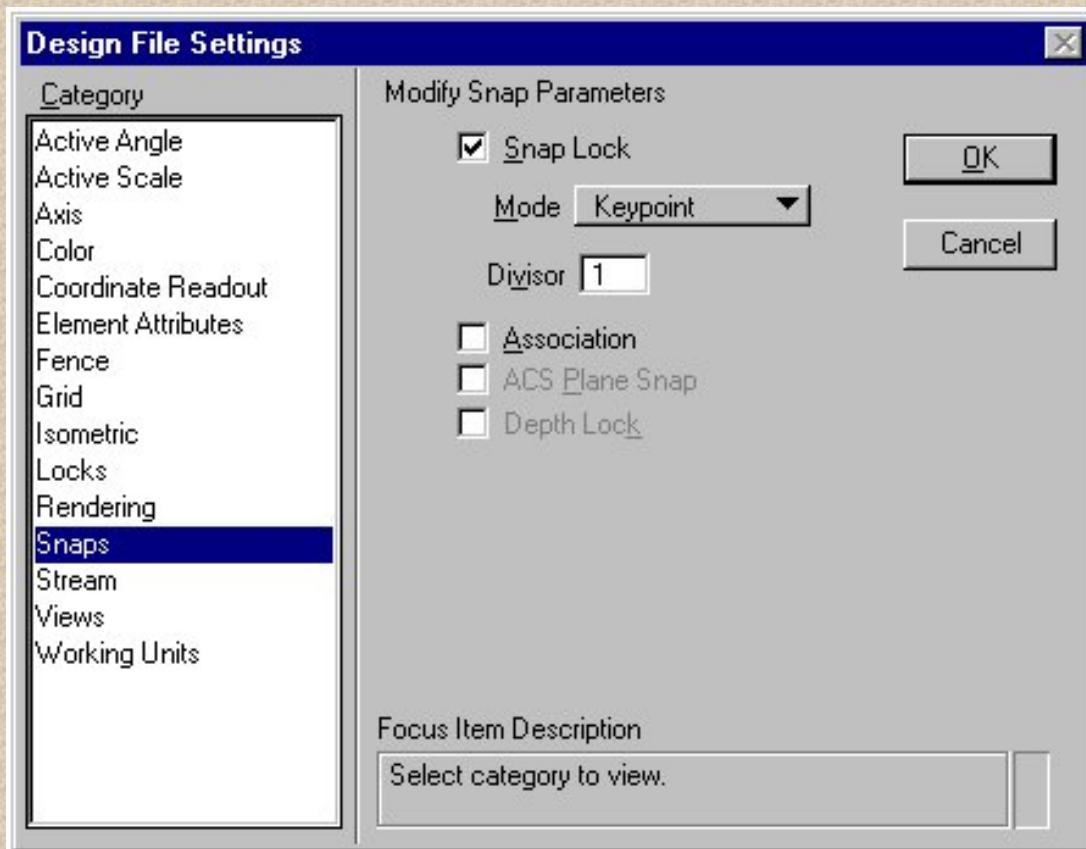 Design File Settings
Category
Active Angle
Active Scale
Axis
Color
Coordinate Readout
Element Attributes
Fence
Grid
Isometric
Locks
Rendering
Snaps
Stream
Views
Working Units
Modify Snap Parameters
Snap Lock
Mode Keypoint
Divisor 1
Association
ACS Plane Snap
Depth Lock
OK
Cancel
Focus Item Description
Select category to view.